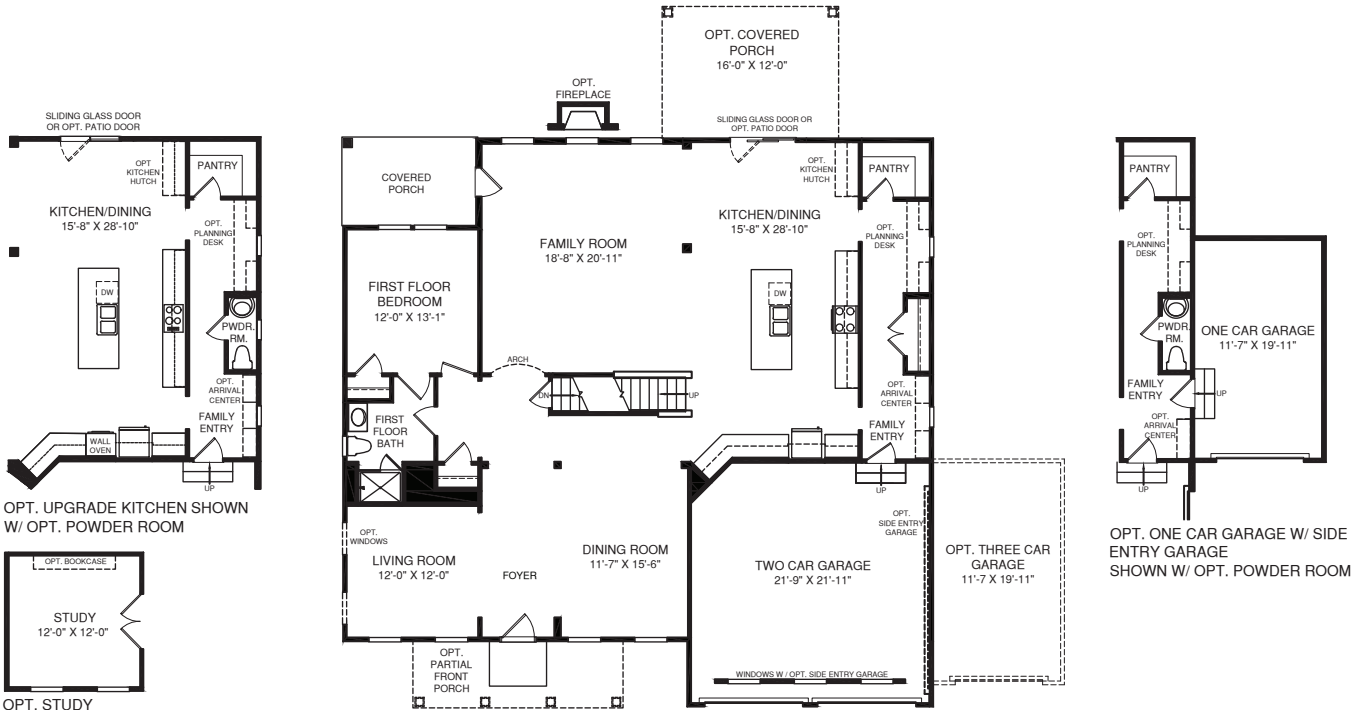 SLIDING GLASS DOOR
OR OPT. PATIO DOOR
OPT
KITCHEN
HUTCH
PANTRY
KITCHEN/DINING
15'-8" X 28'-10"
OPT.
PLANNING
DESK
DW
PWDR.
RM.
OPT.
ARRIVAL
CENTER
FAMILY
ENTRY
WALL
OVEN
UP
OPT. UPGRADE KITCHEN SHOWN
W/ OPT. POWDER ROOM
OPT. BOOKCASE
STUDY
12'-0" X 12'-0"
OPT. STUDY
OPT. COVERED
PORCH
16'-0" X 12'-0"
OPT.
FIREPLACE
SLIDING GLASS DOOR OR
OPT. PATIO DOOR
COVERED
PORCH
OPT.
KITCHEN
HUTCH
PANTRY
KITCHEN/DINING
15'-8" X 28'-10"
FAMILY ROOM
18'-8" X 20'-11"
OPT.
PLANNING
DESK
FIRST FLOOR
BEDROOM
12'-0" X 13'-1"
DW
ARCH
DN
UP
OPT.
ARRIVAL
CENTER
FIRST
FLOOR
BATH
FAMILY
ENTRY
UP
OPT.
WINDOWS
LIVING ROOM
12'-0" X 12'-0"
FOYER
DINING ROOM
11'-7" X 15'-6"
OPT.
SIDE ENTRY
GARAGE
TWO CAR GARAGE
21'-9" X 21'-11"
OPT. THREE CAR
GARAGE
11'-7 X 19'-11"
OPT.
PARTIAL
FRONT
PORCH
WINDOWS W / OPT. SIDE ENTRY GARAGE
PANTRY
OPT.
PLANNING
DESK
PWDR.
RM.
ONE CAR GARAGE
11'-7" X 19'-11"
FAMILY
ENTRY
UP
OPT.
ARRIVAL
CENTER
UP
OPT. ONE CAR GARAGE W/ SIDE
ENTRY GARAGE
SHOWN W/ OPT. POWDER ROOM